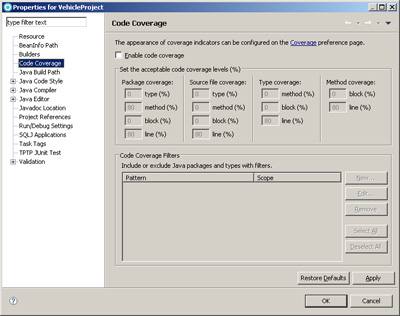 Properties for VehicleProject
type filter text
Resource
BeanInfo Path
Builders
Code Coverage
Java Build Path
Java Code Style
Java Compiler
Java Editor
Javadoc Location
Project References
Run/Debug Settings
SQLJ Applications
Task Tags
TPTP JUnit Test
Validation
Code Coverage
The appearance of coverage indicators can be configured on the Coverage preference page.
Enable code coverage
Set the acceptable code coverage levels (%)
Package coverage: Source file coverage: Type coverage: Method coverage:
0 type (%) 0 type (%) 0 method (%) 0 block (%)
80 method (%) 80 method (%) 0 block (%) 80 line (%)
0 block (%) 0 block (%) 80 line (%)
80 line (%) 80 line (%)
Code Coverage Filters
Include or exclude Java packages and types with filters.
Pattern Scope
New...
Edit...
Remove
Select All
Deselect All
Restore Defaults Apply
? OK Cancel